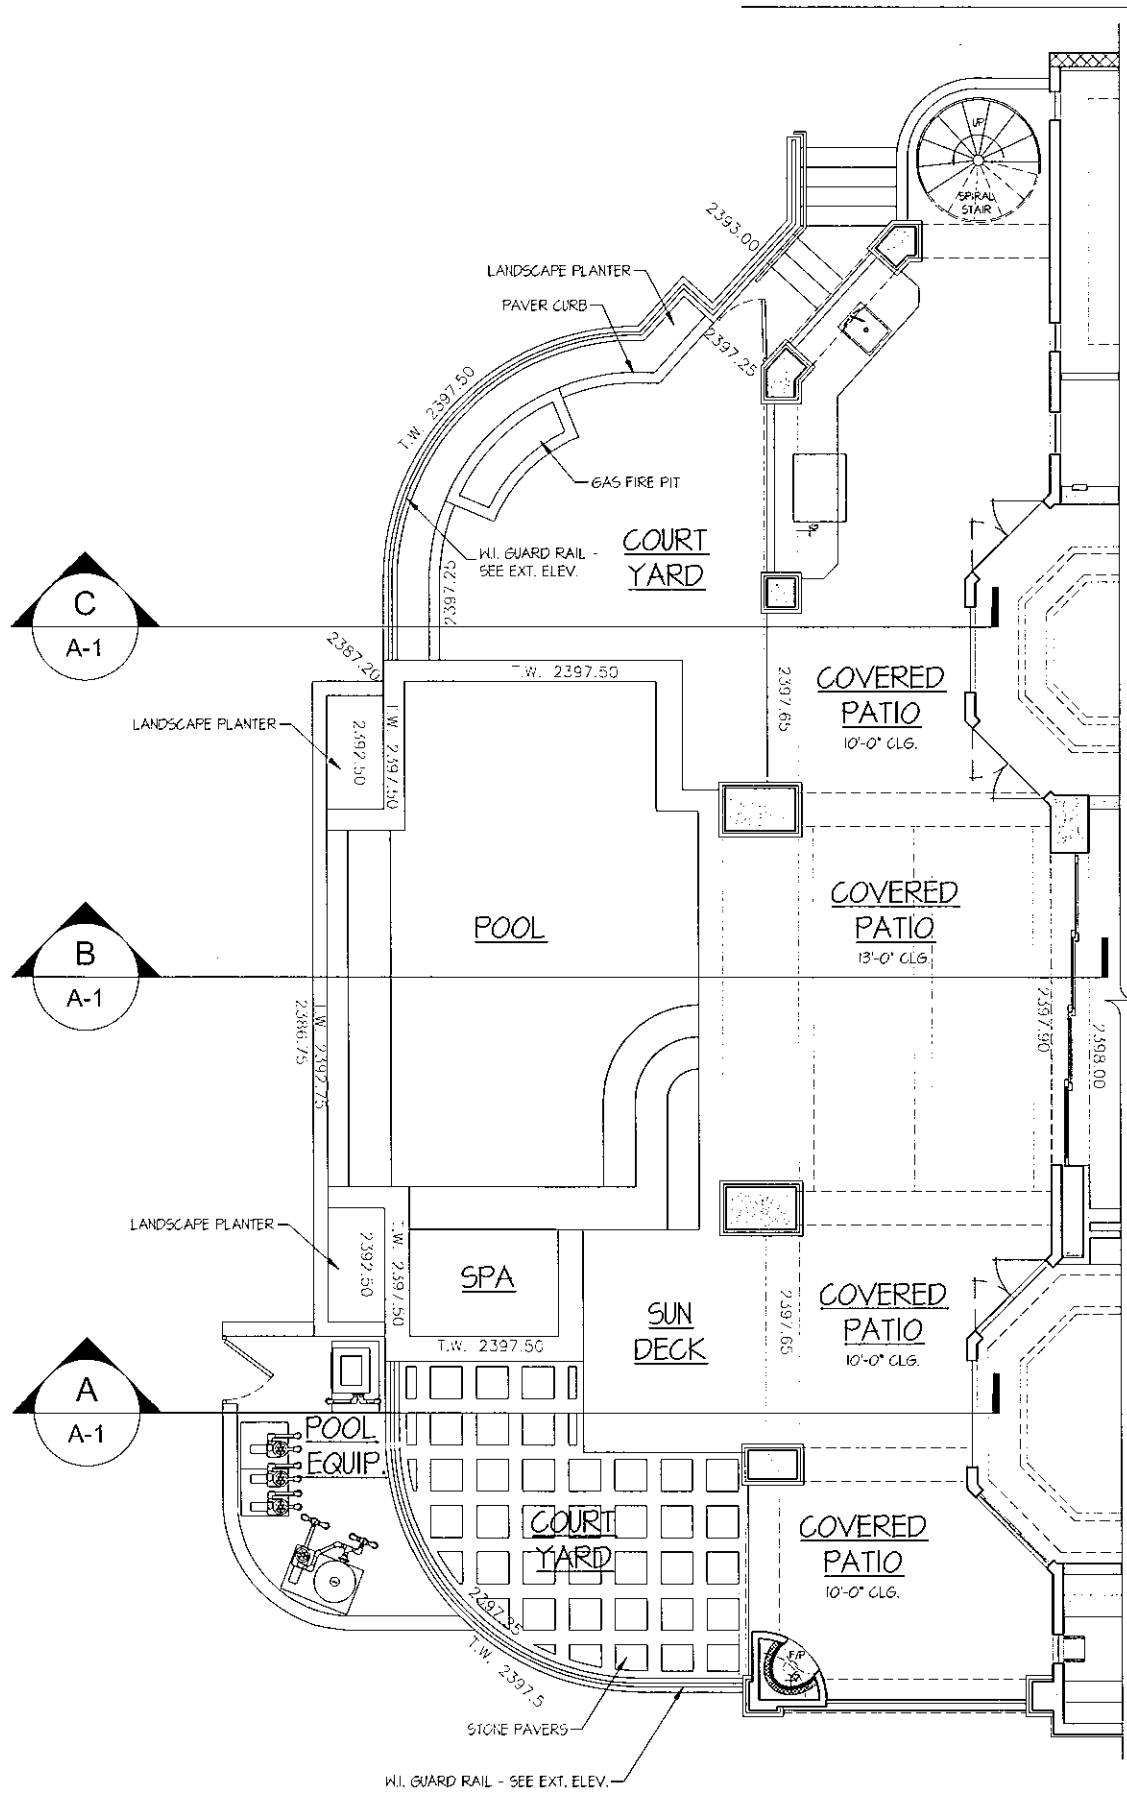 UP
SPIRAL
STAIR
2393.00
LANDSCAPE PLANTER
PAVER CURB
2397.25
T.W. 2397.50
GAS FIRE PIT
W.I. GUARD RAIL -
SEE EXT. ELEV.
COURT
YARD
2397.25
C
A-1
2387.20
T.W. 2397.50
2397.65
COVERED
PATIO
10'-0" CLG.
LANDSCAPE PLANTER
2392.50
T.W. 2397.50
POOL
COVERED
PATIO
13'-0" CLG.
B
A-1
2386.75
T.W. 2392.75
2397.90
2398.00
LANDSCAPE PLANTER
2392.50
T.W. 2397.50
SPA
SUN
DECK
2397.65
COVERED
PATIO
10'-0" CLG.
T.W. 2397.50
A
A-1
POOL
EQUIP.
COURT
YARD
COVERED
PATIO
10'-0" CLG.
2397.35
T.W. 2397.5
F/P
STONE PAVERS
W.I. GUARD RAIL - SEE EXT. ELEV.